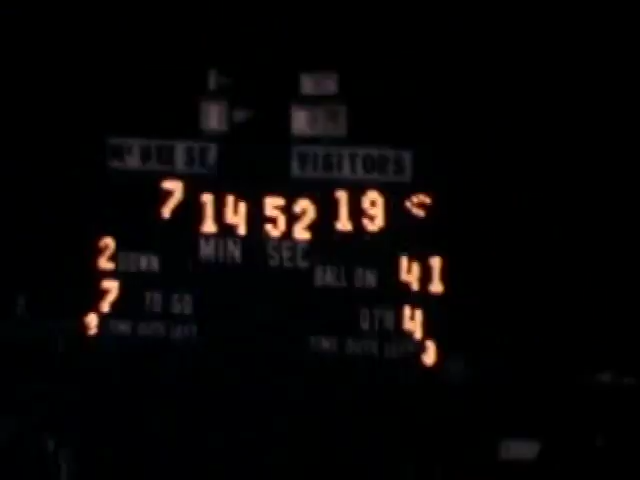 VISITORS
7 14 52 19
MIN SEC
2 DOWN
BALL ON 41
7 TO GO
QTR 4
TIME OUTS LEFT
TIME OUTS LEFT 3